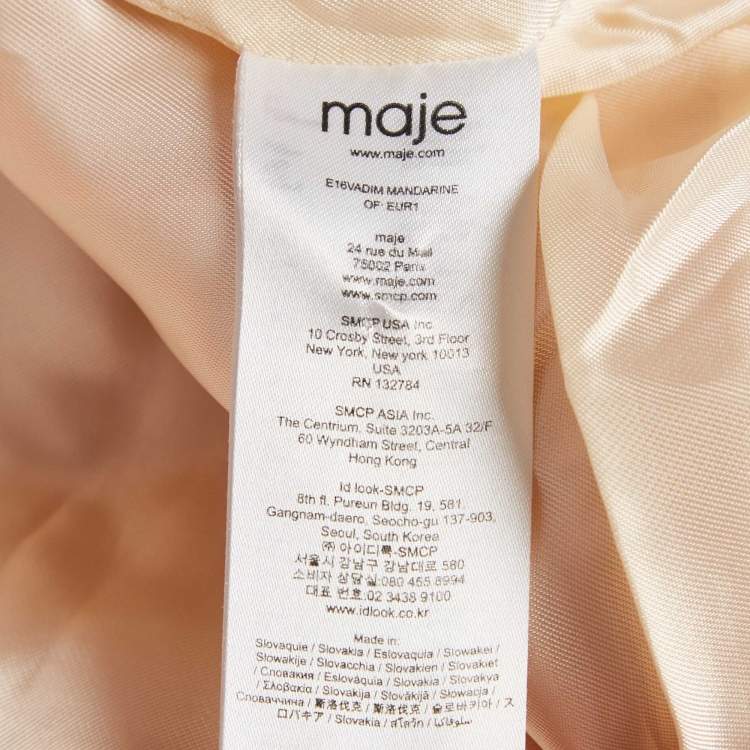 maje
www.maje.com
E16VADIM MANDARINE
OF: EUR1
maje
24 rue du Mail
75002 Paris
www.maje.com
www.smcp.com
SMCP USA Inc.
10 Crosby Street, 3rd Floor
New York, New york 10013
USA
RN 132784
SMCP ASIA Inc.
The Centrium, Suite 3203A-5A 32/F
60 Wyndham Street, Central
Hong Kong
Id look-SMCP
8th fl. Pureun Bldg. 19, 581,
Gangnam-daero, Seocho-gu 137-903,
Seoul, South Korea
㈜ 아이디룩-SMCP
서울시 강남구 강남대로 580
소비자 상담실:080 455 8994
대표 번호:02 3438 9100
www.idlook.co.kr
Made in:
Slovaquie / Slovakia / Eslovaquia / Slowakei /
Slowakije / Slovacchia / Slovakien / Slovakiet
/ Словакия / Eslováquia / Slovakia / Slovakya
/ Σλοβακία / Slovakija / Slovākijā / Słowacja /
Словаччина / 斯洛伐克 / 斯洛伐克 / 슬로바키아 / ス
ロバキア / Slovakia / สโลวัก / سلوفاكيا